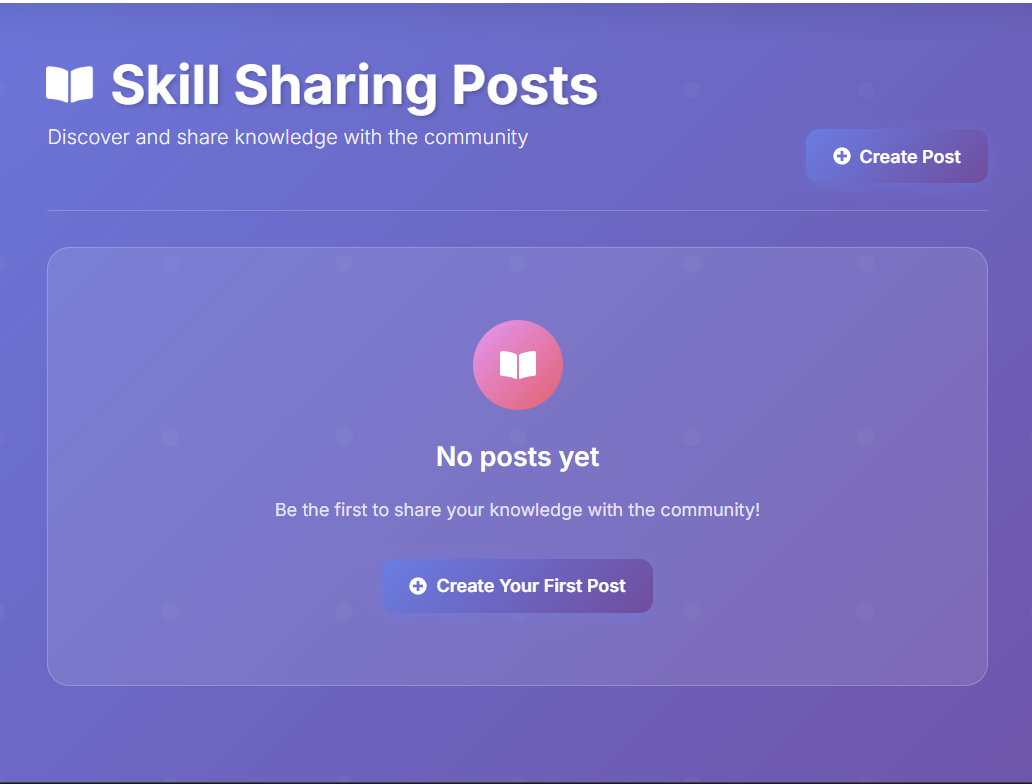 Skill Sharing Posts
Discover and share knowledge with the community
Create Post
No posts yet
Be the first to share your knowledge with the community!
Create Your First Post